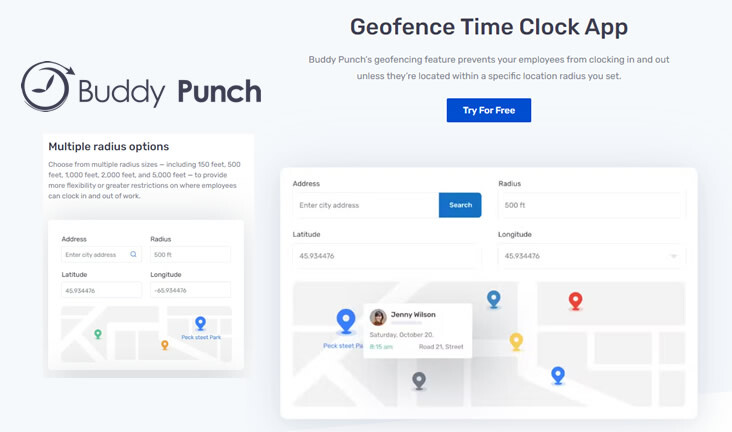 Geofence Time Clock App
Buddy Punch's geofencing feature prevents your employees from clocking in and out
unless they're located within a specific location radius you set.
Try For Free
Buddy Punch
Multiple radius options
Choose from multiple radius sizes — including 150 feet, 500
feet, 1,000 feet, 2,000 feet, and 5,000 feet — to provide
more flexibility or greater restrictions on where employees
can clock in and out of work.
Address Radius
Enter city address 500 ft
Latitude Longitude
45.934476 -65.934476
Peck steet Park
Address Radius
Enter city address Search 500 ft
Latitude Longitude
45.934476 45.934476
Jenny Wilson
Saturday, October 20,
8:15 am Road 21, Street
Peck steet Pa